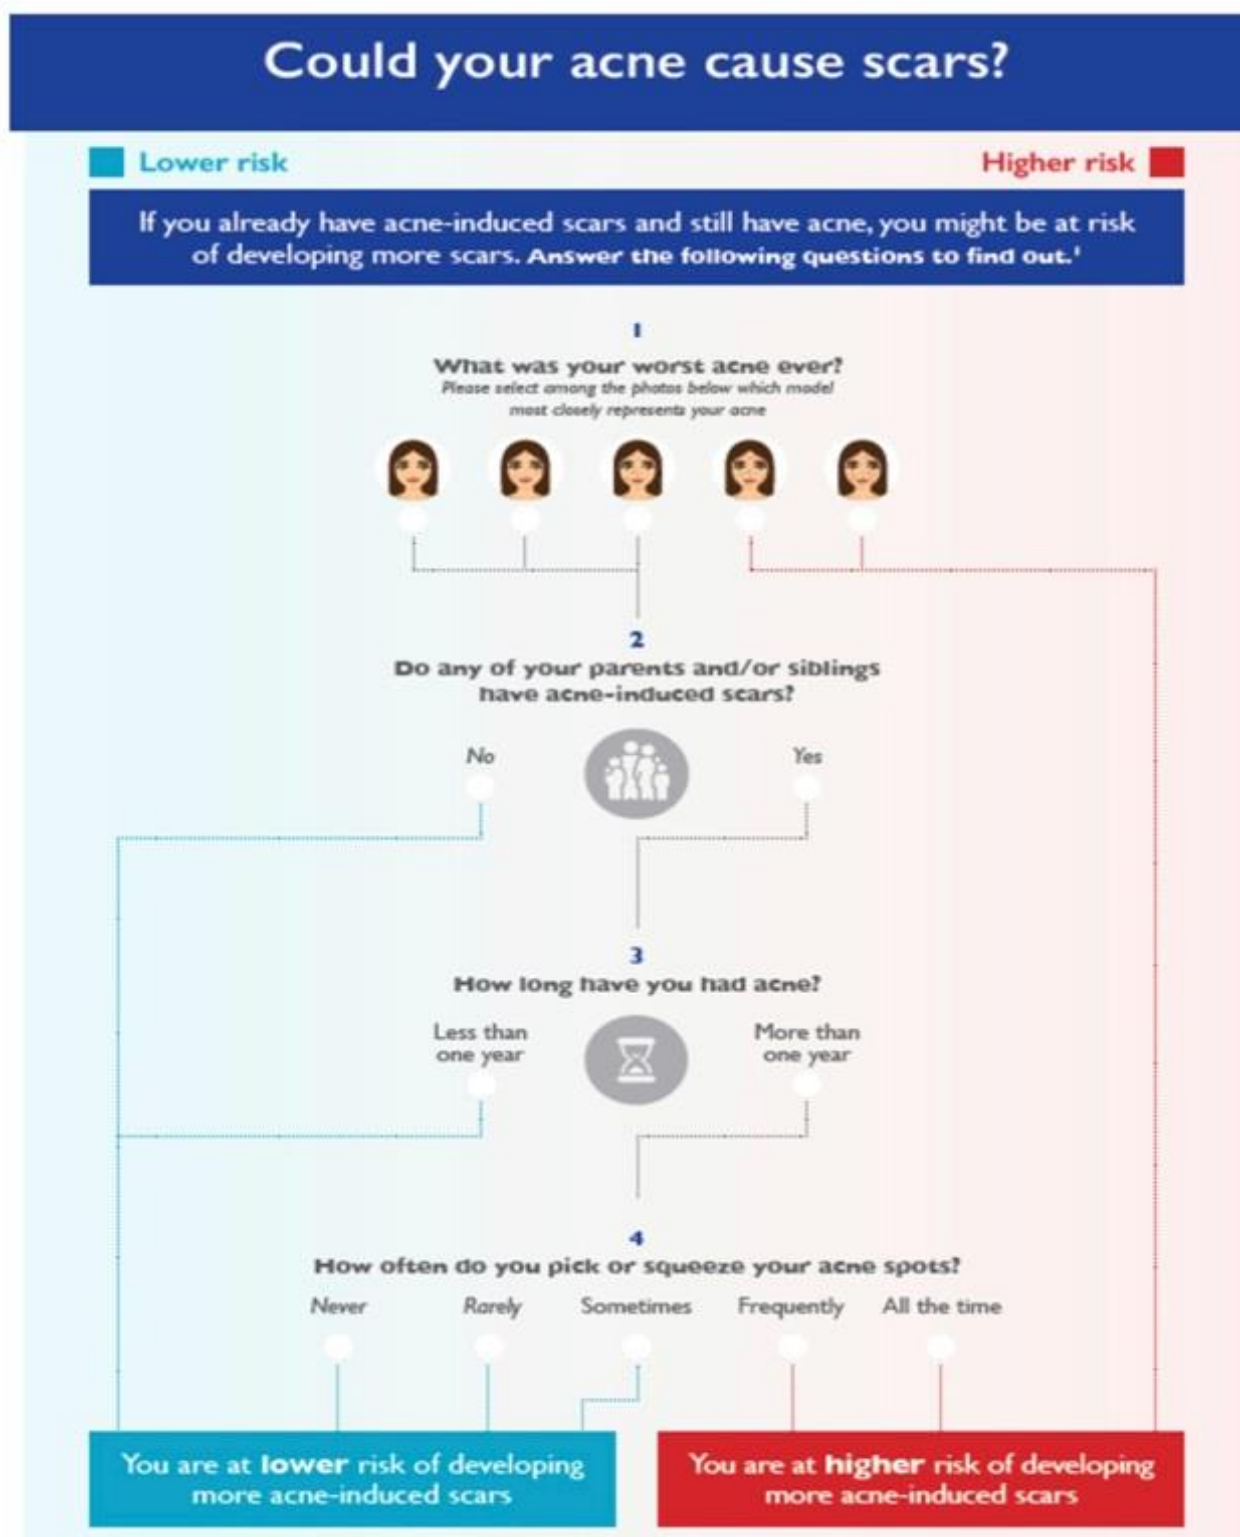 Could your acne cause scars?
Lower risk
Higher risk
If you already have acne-induced scars and still have acne, you might be at risk
of developing more scars. Answer the following questions to find out.¹
1
What was your worst acne ever?
Please select among the photos below which model
most closely represents your acne
2
Do any of your parents and/or siblings
have acne-induced scars?
No
Yes
3
How long have you had acne?
Less than
one year
More than
one year
4
How often do you pick or squeeze your acne spots?
Never
Rarely
Sometimes
Frequently
All the time
You are at lower risk of developing
more acne-induced scars
You are at higher risk of developing
more acne-induced scars